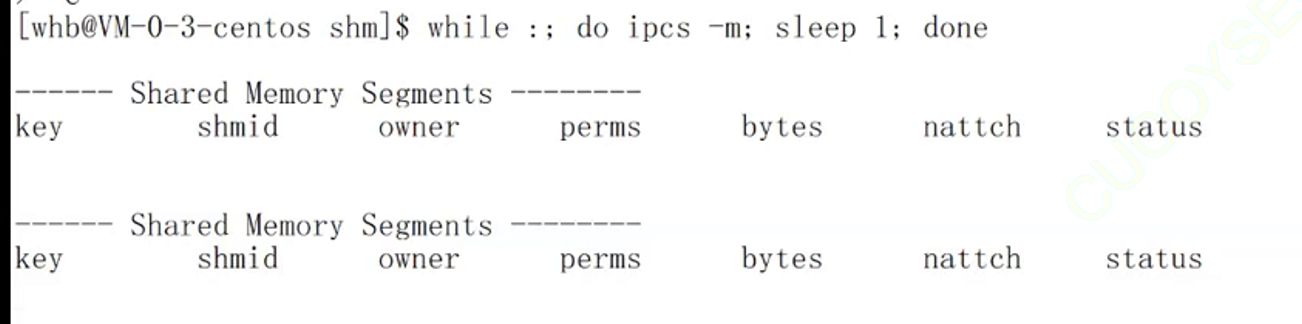 [whb@VM-0-3-centos shm]$ while :; do ipcs -m; sleep 1; done
------ Shared Memory Segments --------
key shmid owner perms bytes nattch status
------ Shared Memory Segments --------
key shmid owner perms bytes nattch status